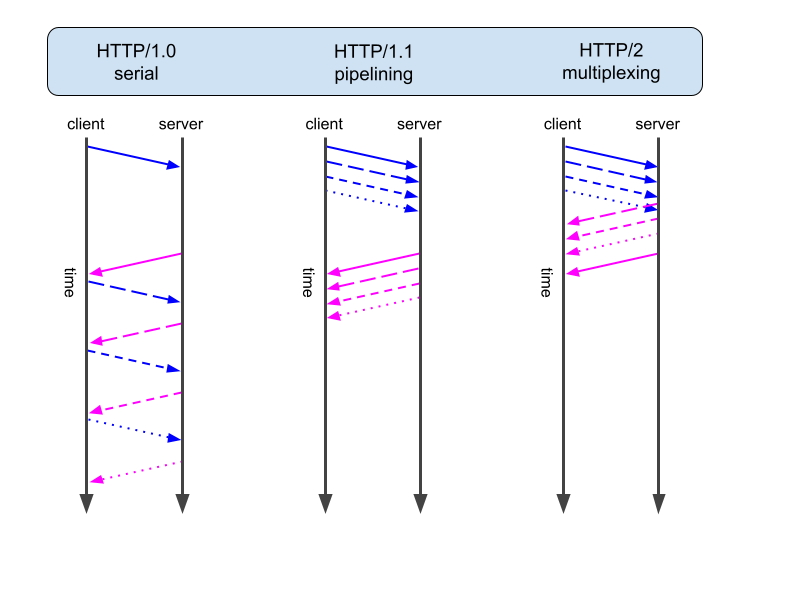 HTTP/1.0
serial
HTTP/1.1
pipelining
HTTP/2
multiplexing
client
server
client
server
client
server
time
time
time